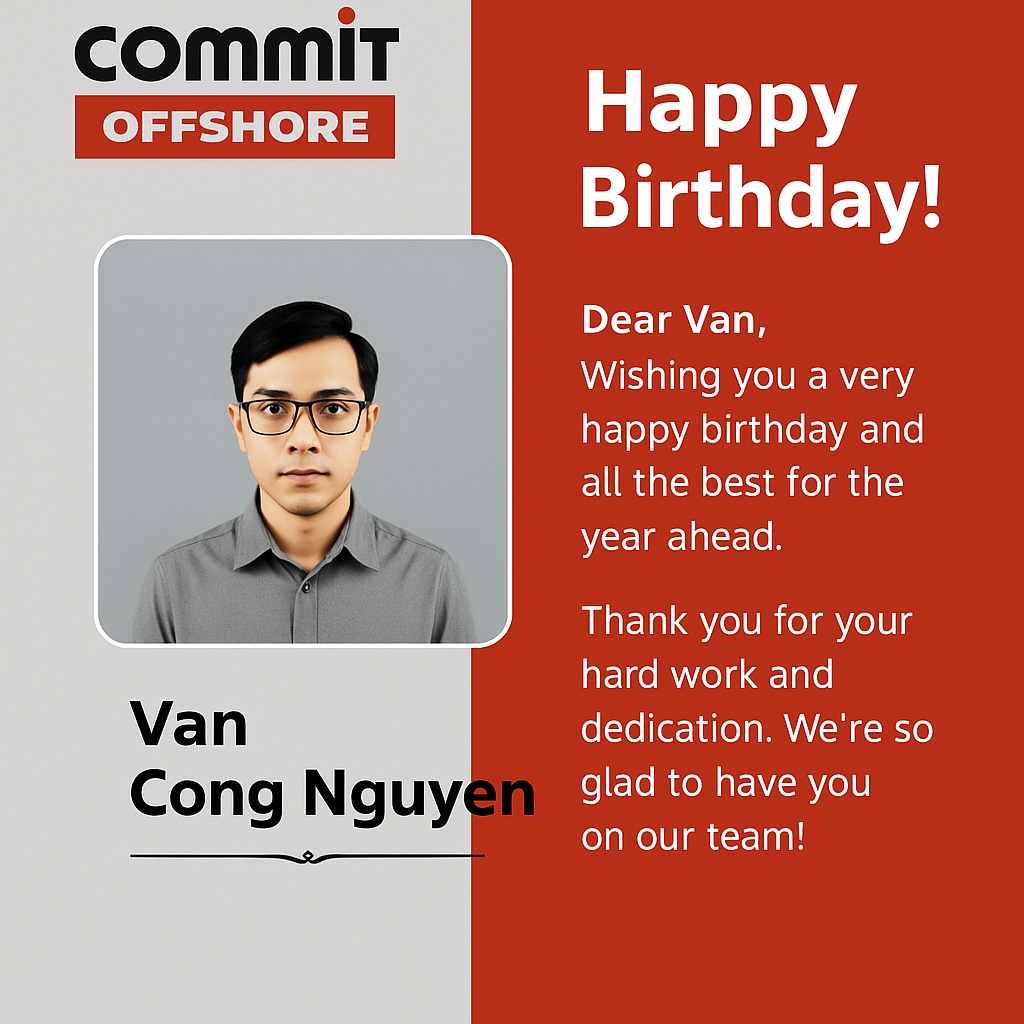 commit
OFFSHORE
Happy
Birthday!
Dear Van,
Wishing you a very
happy birthday and
all the best for the
year ahead.
Thank you for your
hard work and
dedication. We're so
glad to have you
on our team!
Van
Cong Nguyen